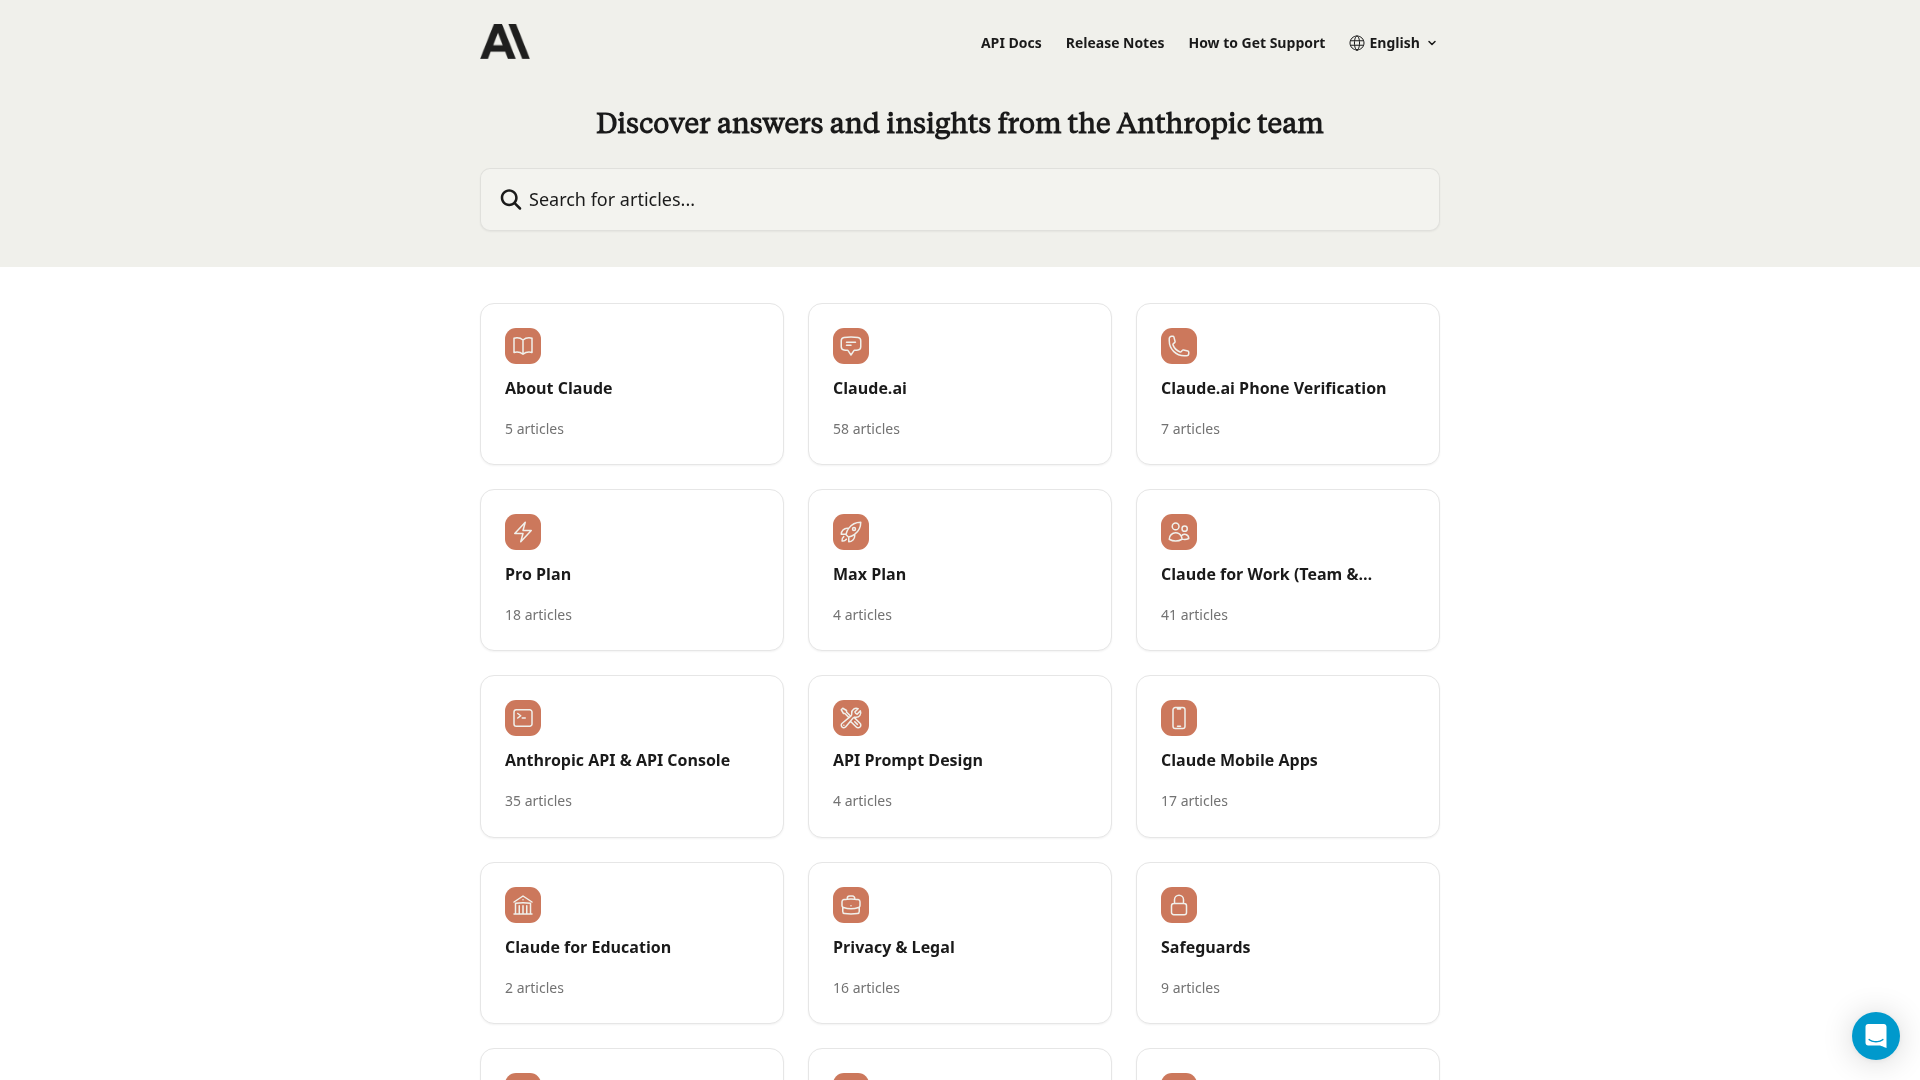 API Docs
Release Notes
How to Get Support
English
Discover answers and insights from the Anthropic team
Search for articles...
About Claude
5 articles
Claude.ai
58 articles
Claude.ai Phone Verification
7 articles
Pro Plan
18 articles
Max Plan
4 articles
Claude for Work (Team &...
41 articles
Anthropic API & API Console
35 articles
API Prompt Design
4 articles
Claude Mobile Apps
17 articles
Claude for Education
2 articles
Privacy & Legal
16 articles
Safeguards
9 articles